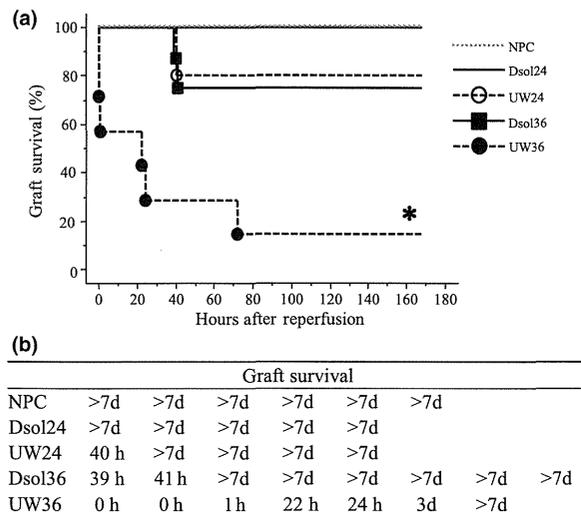 (a)
100
80
60
40
20
0
Graft survival (%)
0 20 40 60 80 100 120 140 160 180
Hours after reperfusion
*
NPC
Dsol24
UW24
Dsol36
UW36
(b)
Graft survival
NPC >7d >7d >7d >7d >7d >7d
Dsol24 >7d >7d >7d >7d >7d
UW24 40 h >7d >7d >7d >7d
Dsol36 39 h 41 h >7d >7d >7d >7d >7d >7d
UW36 0 h 0 h 1 h 22 h 24 h 3d >7d